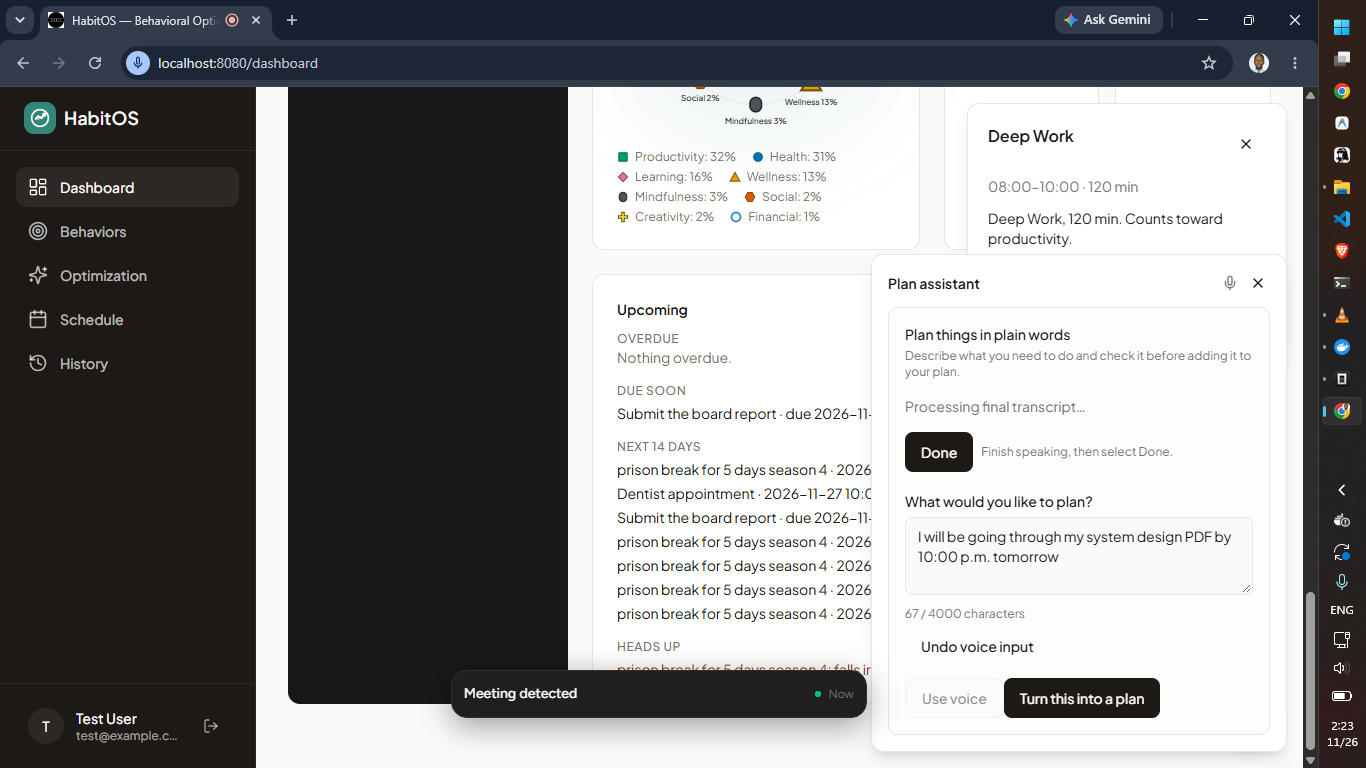 HabitOS — Behavioral Opti
Ask Gemini
localhost:8080/dashboard
HabitOS
Dashboard
Behaviors
Optimization
Schedule
History
T
Test User
test@example.c...
Social 2%
Wellness 13%
Mindfulness 3%
Productivity: 32% Health: 31%
Learning: 16% Wellness: 13%
Mindfulness: 3% Social: 2%
Creativity: 2% Financial: 1%
Upcoming
OVERDUE
Nothing overdue.
DUE SOON
Submit the board report · due 2026-11-
NEXT 14 DAYS
prison break for 5 days season 4 · 2026
Dentist appointment · 2026-11-27 10:0
Submit the board report · due 2026-11-
prison break for 5 days season 4 · 2026
prison break for 5 days season 4 · 2026
prison break for 5 days season 4 · 2026
prison break for 5 days season 4 · 2026
HEADS UP
prison break for 5 days season 4: falls in
Meeting detected
Now
Deep Work
08:00–10:00 · 120 min
Deep Work, 120 min. Counts toward
productivity.
Plan assistant
Plan things in plain words
Describe what you need to do and check it before adding it to
your plan.
Processing final transcript...
Done
Finish speaking, then select Done.
What would you like to plan?
I will be going through my system design PDF by
10:00 p.m. tomorrow
67 / 4000 characters
Undo voice input
Use voice
Turn this into a plan
ENG
2:23
11/26